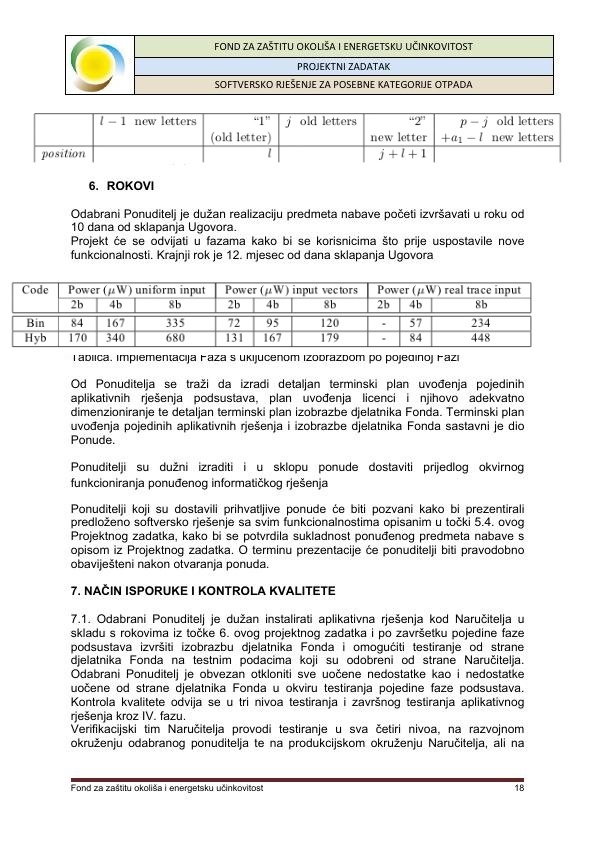 FOND ZA ZAŠTITU OKOLIŠA I ENERGETSKU UČINKOVITOST
PROJEKTNI ZADATAK
SOFTVERSKO RJEŠENJE ZA POSEBNE KATEGORIJE OTPADA
l − 1 new letters “1” j old letters “2” p − j old letters
(old letter) new letter +a₁ − l new letters
position l j + l + 1
6. ROKOVI
Odabrani Ponuditelj je dužan realizaciju predmeta nabave početi izvršavati u roku od
10 dana od sklapanja Ugovora.
Projekt će se odvijati u fazama kako bi se korisnicima što prije uspostavile nove
funkcionalnosti. Krajnji rok je 12. mjesec od dana sklapanja Ugovora
Code Power (μW) uniform input Power (μW) input vectors Power (μW) real trace input
2b 4b 8b 2b 4b 8b 2b 4b 8b
Bin 84 167 335 72 95 120 - 57 234
Hyb 170 340 680 131 167 179 - 84 448
Tablica. Implementacija Faza s uključenom izobrazbom po pojedinoj Fazi
Od Ponuditelja se traži da izradi detaljan terminski plan uvođenja pojedinih
aplikativnih rješenja podsustava, plan uvođenja licenci i njihovo adekvatno
dimenzioniranje te detaljan terminski plan izobrazbe djelatnika Fonda. Terminski plan
uvođenja pojedinih aplikativnih rješenja i izobrazbe djelatnika Fonda sastavni je dio
Ponude.
Ponuditelji su dužni izraditi i u sklopu ponude dostaviti prijedlog okvirnog
funkcioniranja ponuđenog informatičkog rješenja
Ponuditelji koji su dostavili prihvatljive ponude će biti pozvani kako bi prezentirali
predloženo softversko rješenje sa svim funkcionalnostima opisanim u točki 5.4. ovog
Projektnog zadatka, kako bi se potvrdila sukladnost ponuđenog predmeta nabave s
opisom iz Projektnog zadatka. O terminu prezentacije će ponuditelji biti pravodobno
obaviješteni nakon otvaranja ponuda.
7. NAČIN ISPORUKE I KONTROLA KVALITETE
7.1. Odabrani Ponuditelj je dužan instalirati aplikativna rješenja kod Naručitelja u
skladu s rokovima iz točke 6. ovog projektnog zadatka i po završetku pojedine faze
podsustava izvršiti izobrazbu djelatnika Fonda i omogućiti testiranje od strane
djelatnika Fonda na testnim podacima koji su odobreni od strane Naručitelja.
Odabrani Ponuditelj je obvezan otkloniti sve uočene nedostatke kao i nedostatke
uočene od strane djelatnika Fonda u okviru testiranja pojedine faze podsustava.
Kontrola kvalitete odvija se u tri nivoa testiranja i završnog testiranja aplikativnog
rješenja kroz IV. fazu.
Verifikacijski tim Naručitelja provodi testiranje u sva četiri nivoa, na razvojnom
okruženju odabranog ponuditelja te na produkcijskom okruženju Naručitelja, ali na
Fond za zaštitu okoliša i energetsku učinkovitost 18